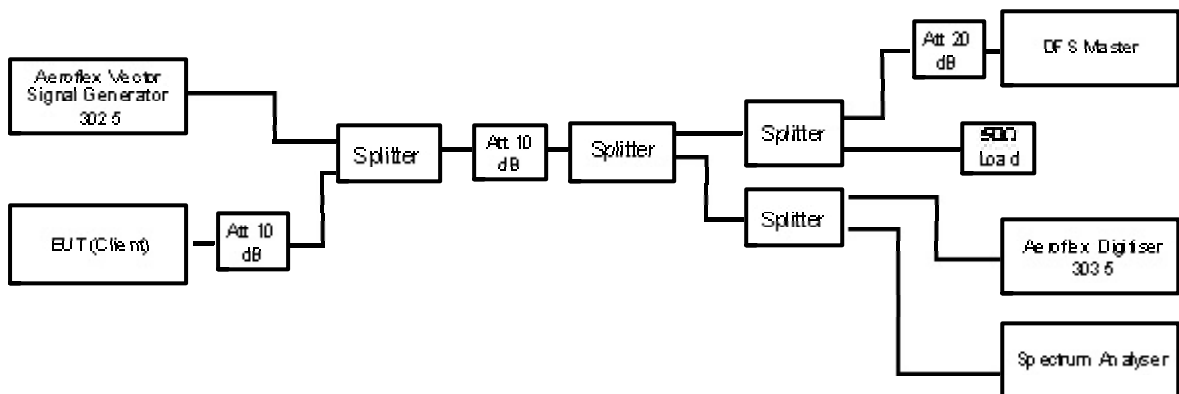 Aeroflex Vector
Signal Generator
3025
Splitter
Att 10
dB
Splitter
Splitter
Att 20
dB
DFS Master
50Ω
Load
EUT (Client)
Att 10
dB
Splitter
Aeroflex Digitiser
3035
Spectrum Analyser